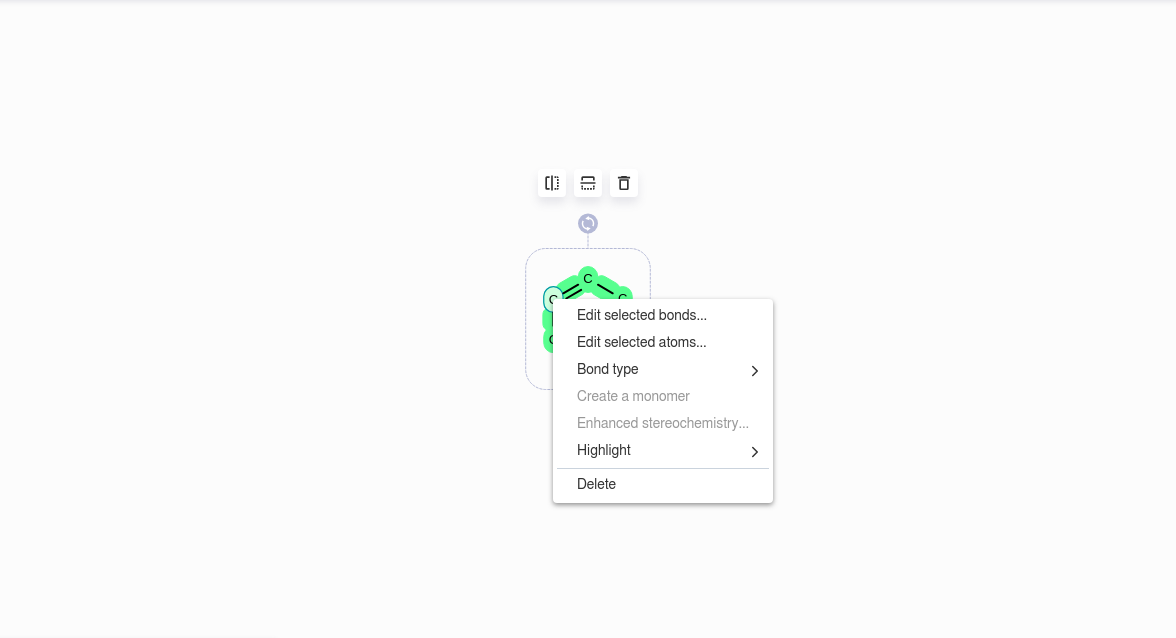 C
C
C
C
Edit selected bonds...
Edit selected atoms...
Bond type
Create a monomer
Enhanced stereochemistry...
Highlight
Delete